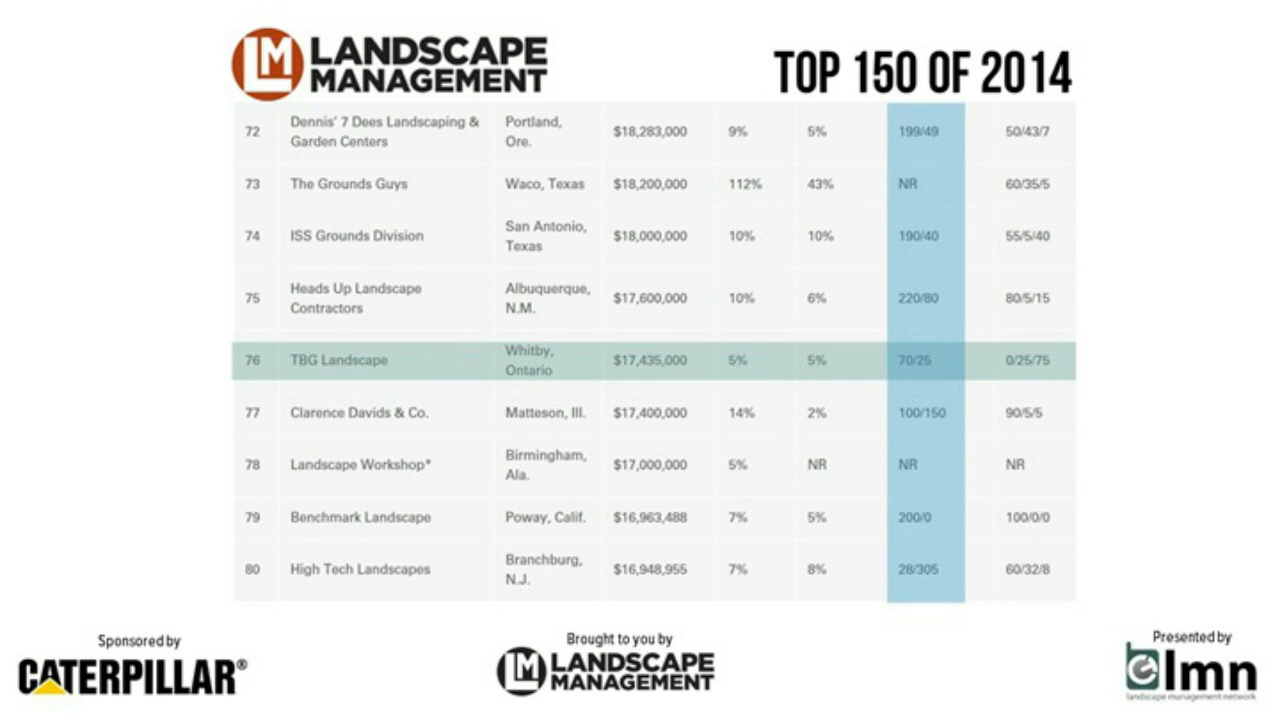 LM LANDSCAPE MANAGEMENT
TOP 150 OF 2014
72 Dennis' 7 Dees Landscaping & Garden Centers Portland, Ore. $18,283,000 9% 5% 199/49 50/43/7
73 The Grounds Guys Waco, Texas $18,200,000 112% 43% NR 60/35/5
74 ISS Grounds Division San Antonio, Texas $18,000,000 10% 10% 190/40 55/5/40
75 Heads Up Landscape Contractors Albuquerque, N.M. $17,600,000 10% 6% 220/80 80/5/15
76 TBG Landscape Whitby, Ontario $17,435,000 5% 5% 70/25 0/25/75
77 Clarence Davids & Co. Matteson, Ill. $17,400,000 14% 2% 100/150 90/5/5
78 Landscape Workshop* Birmingham, Ala. $17,000,000 5% NR NR NR
79 Benchmark Landscape Poway, Calif. $16,963,488 7% 5% 200/0 100/0/0
80 High Tech Landscapes Branchburg, N.J. $16,948,955 7% 8% 28/305 60/32/8
Sponsored by
CATERPILLAR®
Brought to you by
LM LANDSCAPE MANAGEMENT
Presented by
lmn
landscape management network